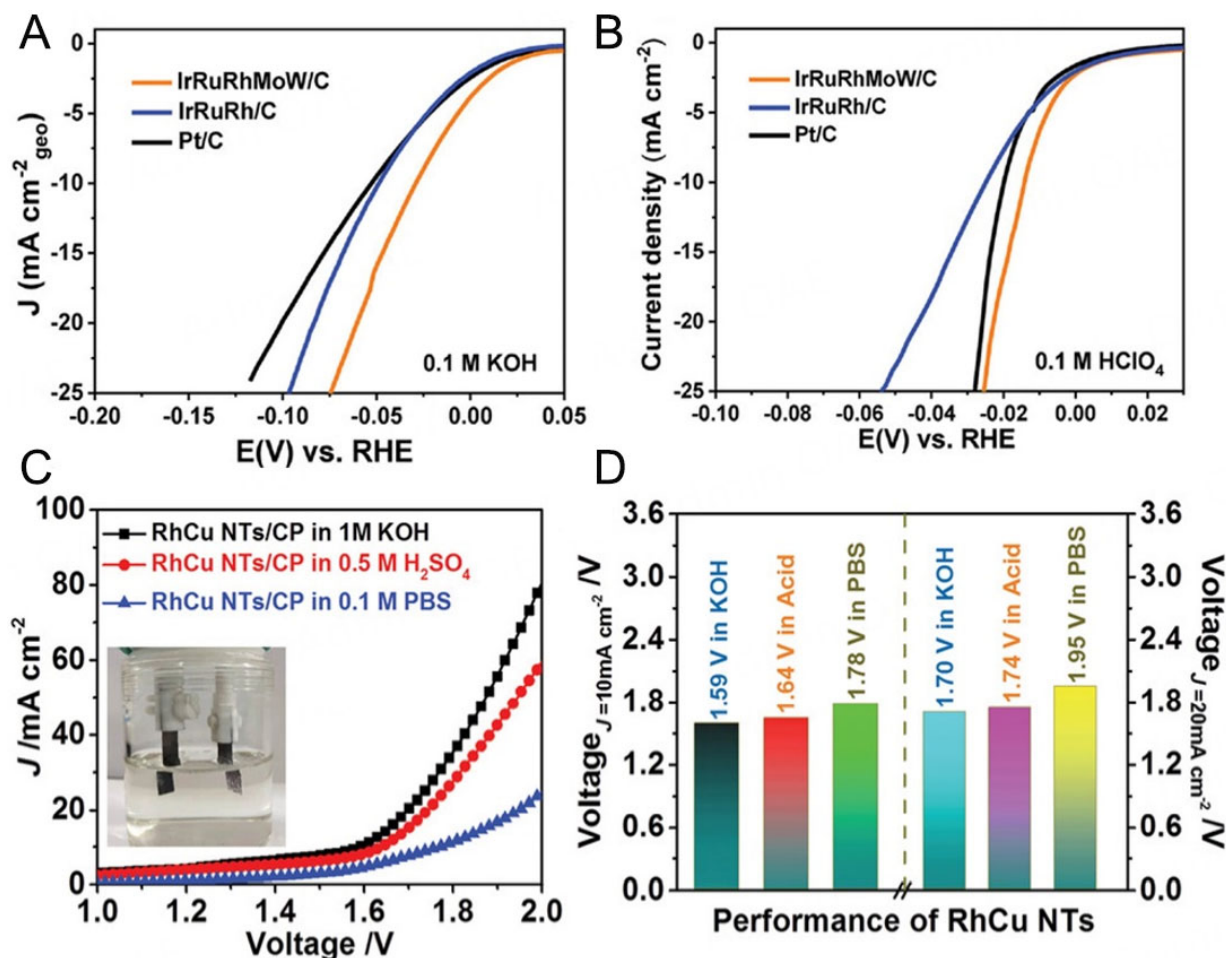 A
0
-5
-10
-15
-20
-25
J (mA cm⁻² geo)
IrRuRhMoW/C
IrRuRh/C
Pt/C
0.1 M KOH
-0.20 -0.15 -0.10 -0.05 0.00 0.05
E(V) vs. RHE
B
0
-5
-10
-15
-20
-25
Current density (mA cm⁻²)
IrRuRhMoW/C
IrRuRh/C
Pt/C
0.1 M HClO₄
-0.10 -0.08 -0.06 -0.04 -0.02 0.00 0.02
E(V) vs. RHE
C
100
80
60
40
20
0
J /mA cm⁻²
RhCu NTs/CP in 1M KOH
RhCu NTs/CP in 0.5 M H₂SO₄
RhCu NTs/CP in 0.1 M PBS
1.0 1.2 1.4 1.6 1.8 2.0
Voltage /V
D
3.6
3.0
2.4
1.8
1.2
0.6
0.0
Voltage J=10mA cm⁻² /V
1.59 V in KOH
1.64 V in Acid
1.78 V in PBS
1.70 V in KOH
1.74 V in Acid
1.95 V in PBS
3.6
3.0
2.4
1.8
1.2
0.6
0.0
Voltage J=20mA cm⁻² /V
Performance of RhCu NTs